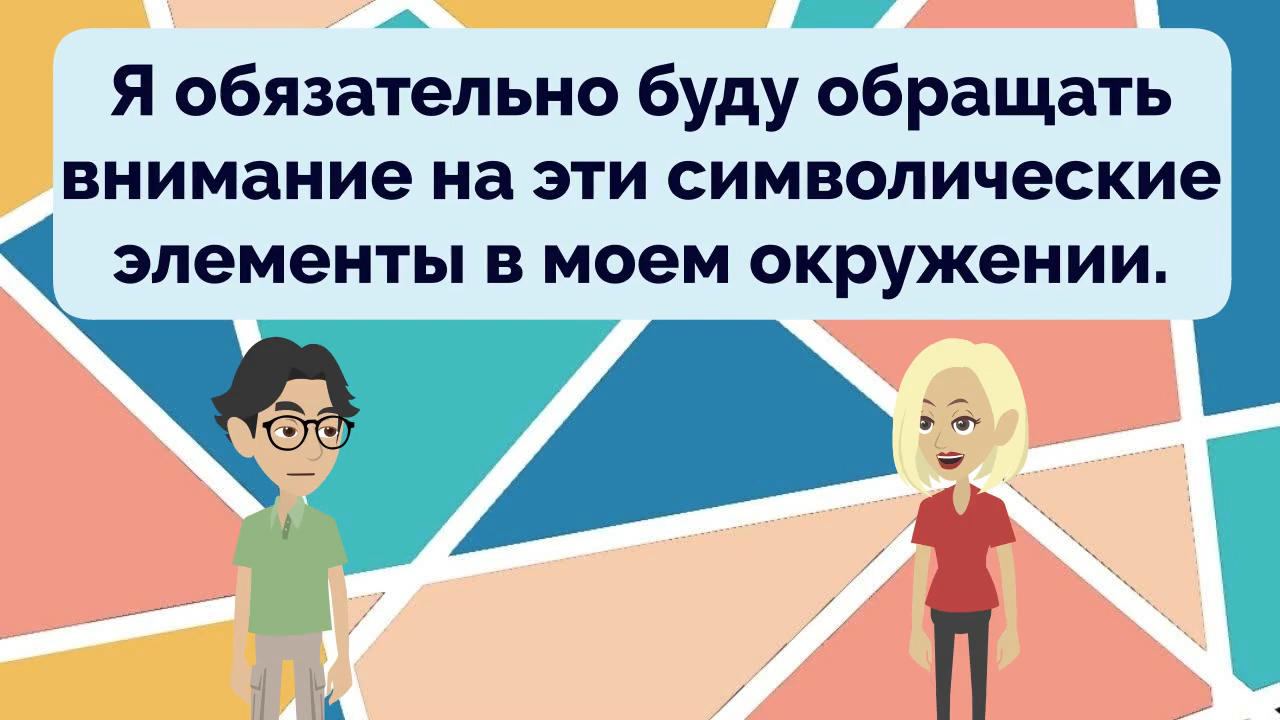 Я обязательно буду обращать
внимание на эти символические
элементы в моем окружении.